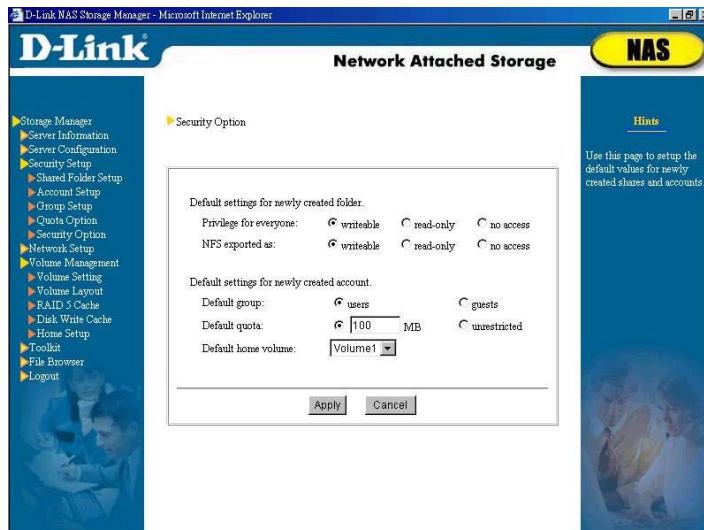 D-Link NAS Storage Manager - Microsoft Internet Explorer
D-Link
Network Attached Storage
NAS
Storage Manager
Server Information
Server Configuration
Security Setup
Shared Folder Setup
Account Setup
Group Setup
Quota Option
Security Option
Network Setup
Volume Management
Volume Setting
Volume Layout
RAID 5 Cache
Disk Write Cache
Home Setup
Toolkit
File Browser
Logout
Security Option
Default settings for newly created folder.
Privilege for everyone: writeable read-only no access
NFS exported as: writeable read-only no access
Default settings for newly created account.
Default group: users guests
Default quota: 100 MB unrestricted
Default home volume: Volume1
Apply Cancel
Hints
Use this page to setup the
default values for newly
created shares and accounts.